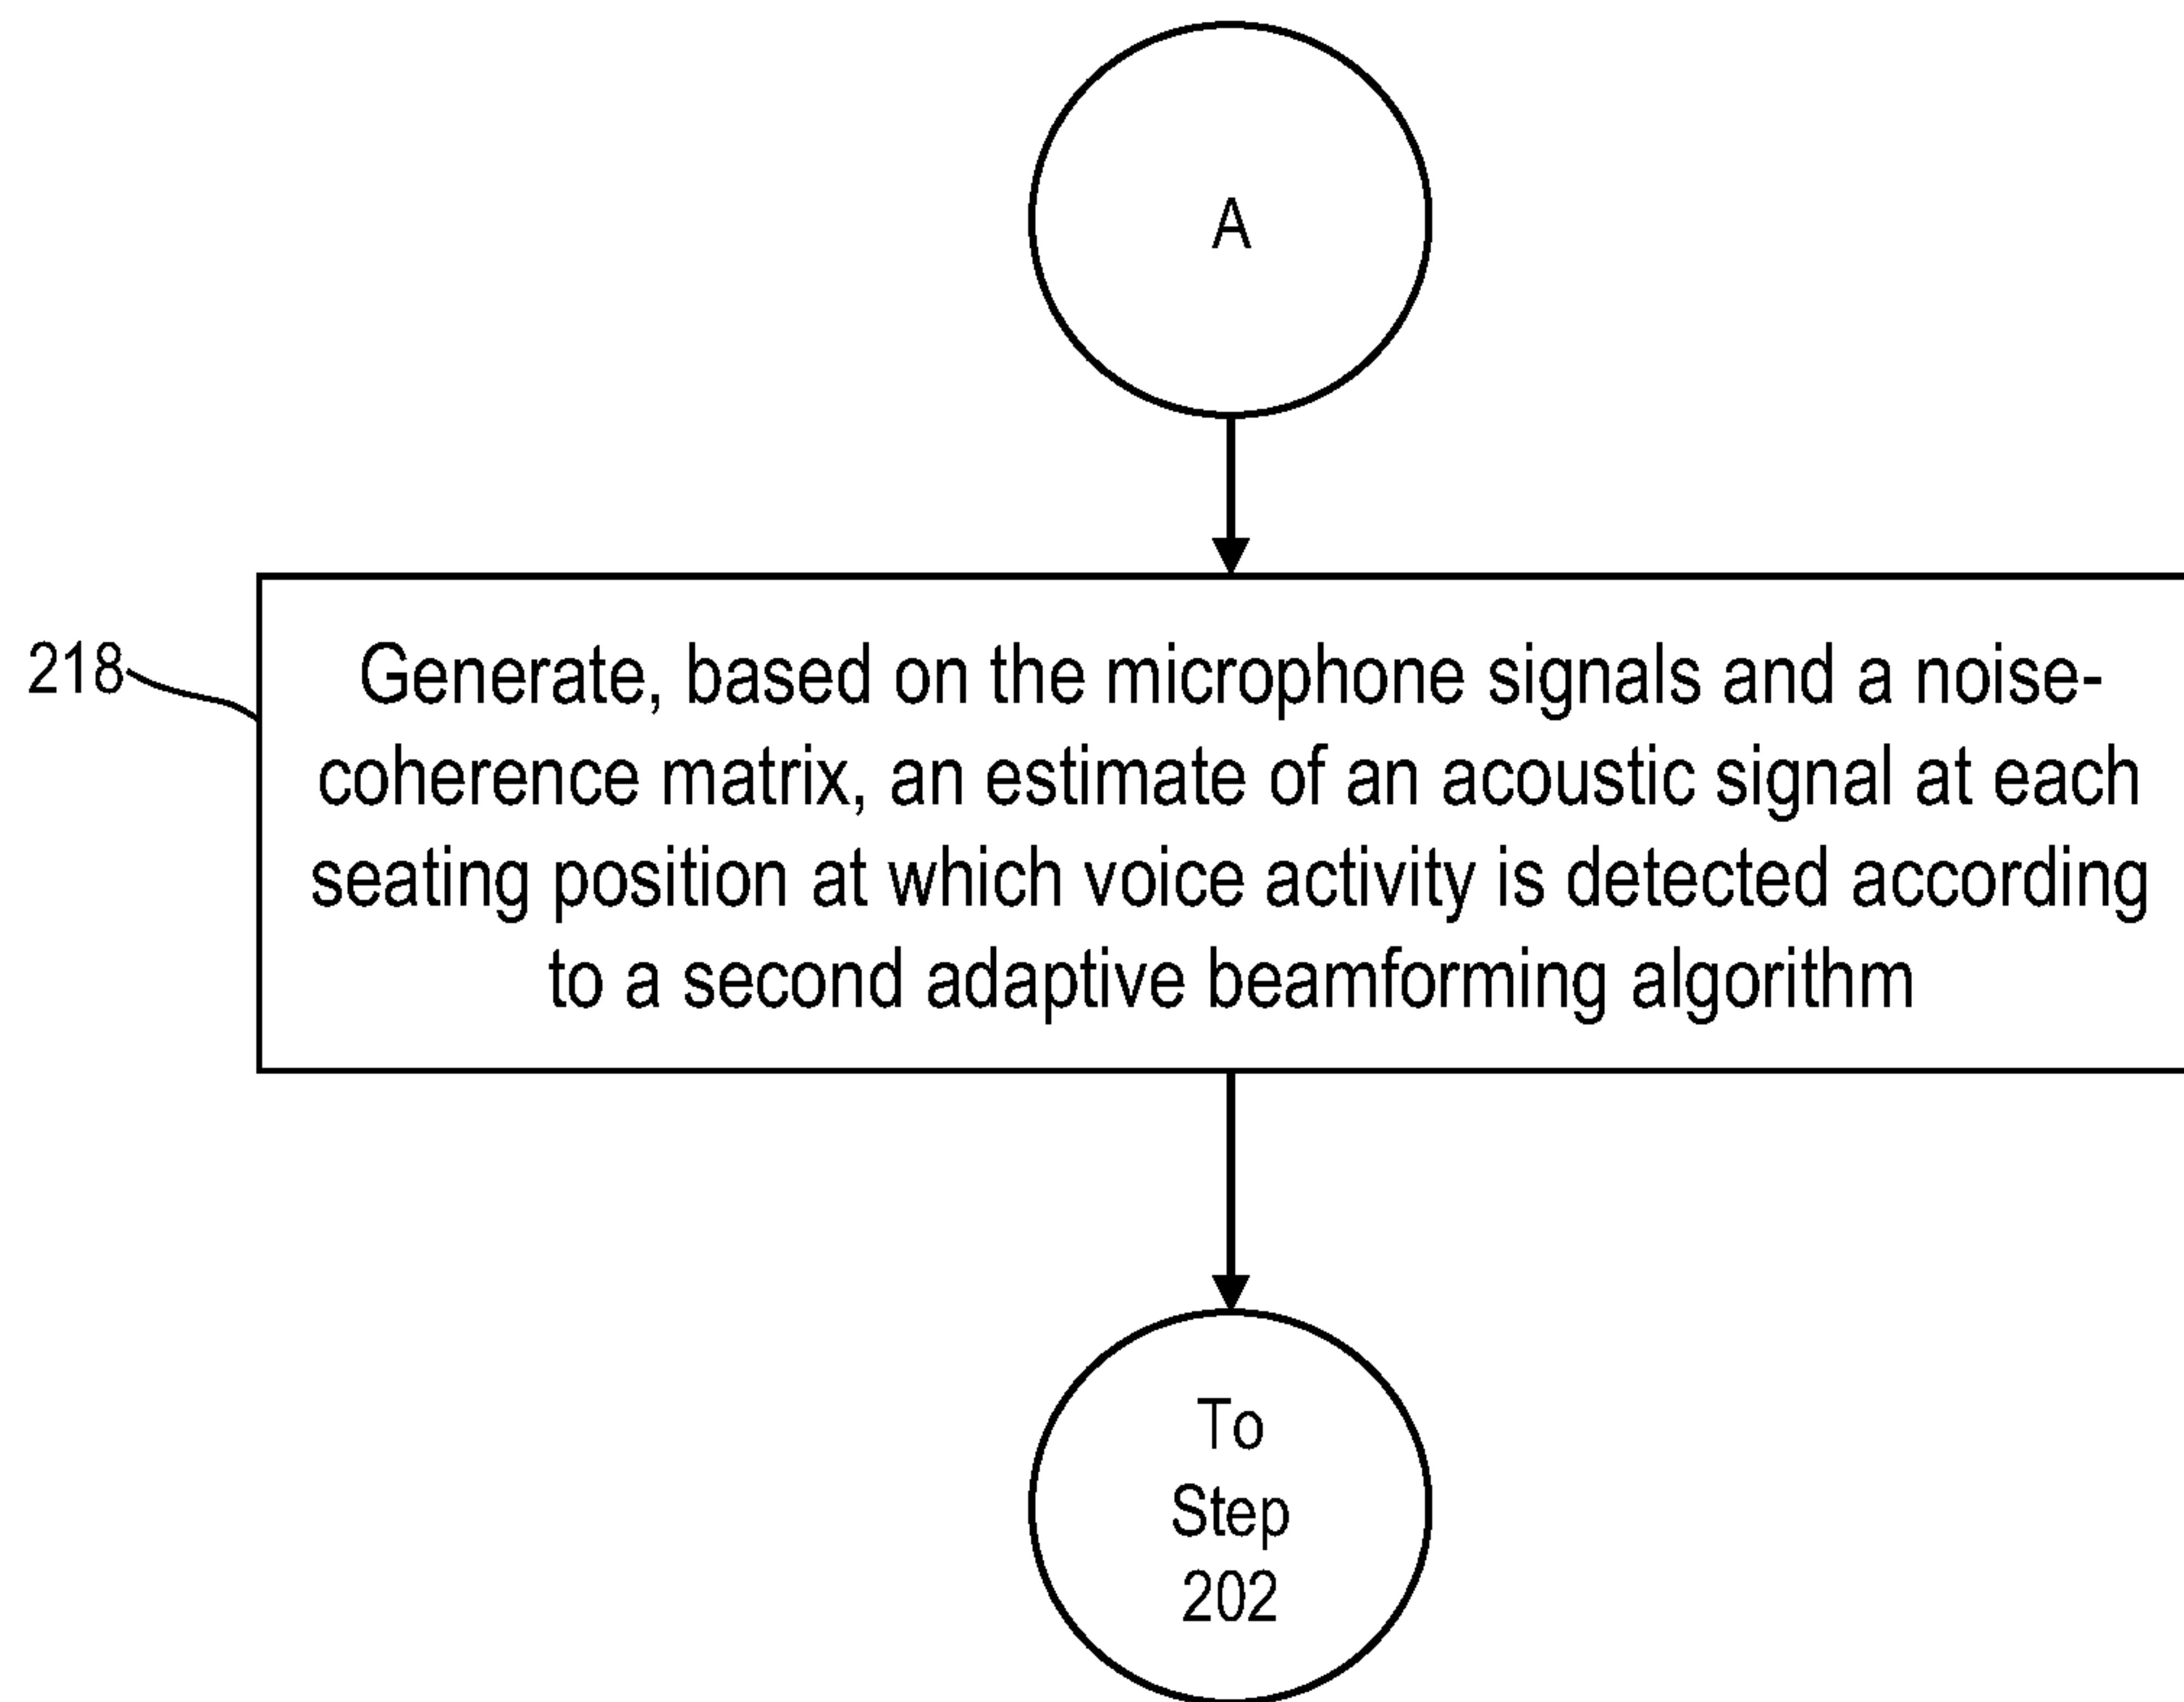 A
218
Generate, based on the microphone signals and a noise-
coherence matrix, an estimate of an acoustic signal at each
seating position at which voice activity is detected according
to a second adaptive beamforming algorithm
To
Step
202